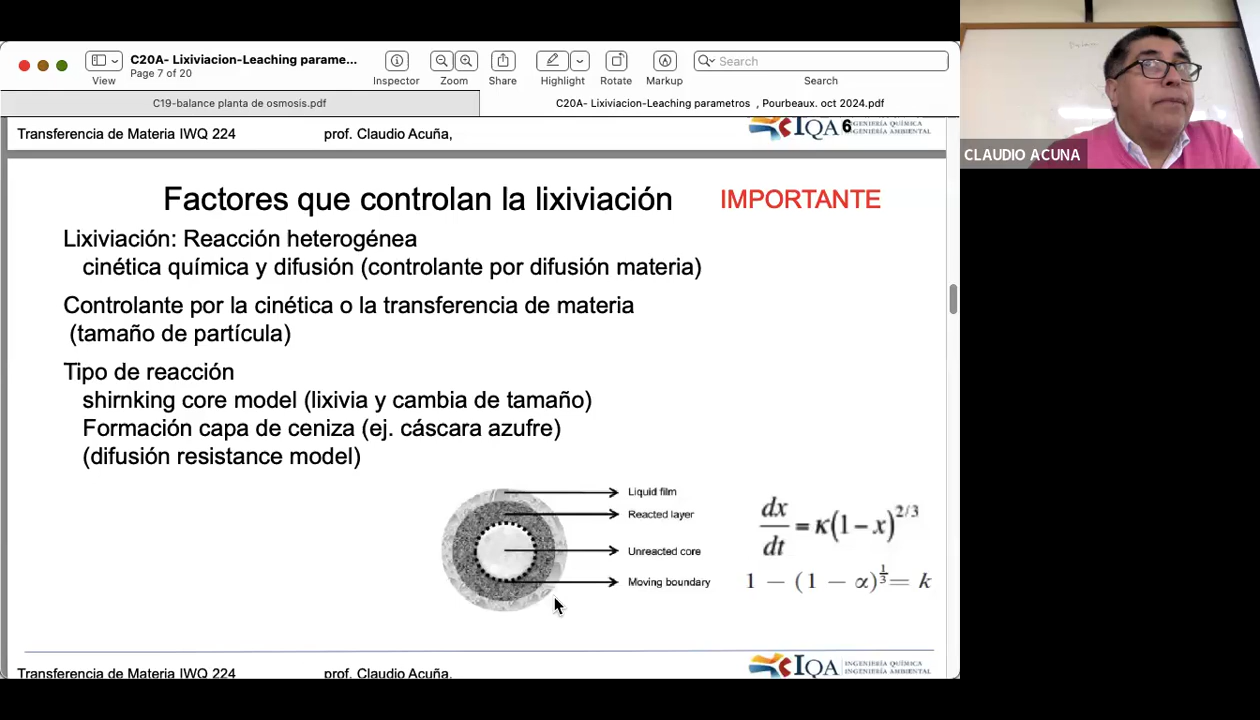 C20A- Lixiviacion-Leaching parame...
Page 7 of 20
View
Inspector
Zoom
Share
Highlight
Rotate
Markup
Search
Search
C19-balance planta de osmosis.pdf
C20A- Lixiviacion-Leaching parametros , Pourbeaux. oct 2024.pdf
Transferencia de Materia IWQ 224
prof. Claudio Acuña,
IQA
6
INGENIERÍA QUÍMICA
INGENIERÍA AMBIENTAL
CLAUDIO ACUNA
Factores que controlan la lixiviación
IMPORTANTE
Lixiviación: Reacción heterogénea
cinética química y difusión (controlante por difusión materia)
Controlante por la cinética o la transferencia de materia
(tamaño de partícula)
Tipo de reacción
shirnking core model (lixivia y cambia de tamaño)
Formación capa de ceniza (ej. cáscara azufre)
(difusión resistance model)
Liquid film
Reacted layer
Unreacted core
Moving boundary
dx/dt = κ(1 − x)^2/3
1 − (1 − α)^1/3 = k
Transferencia de Materia IWQ 224
prof. Claudio Acuña,
IQA
INGENIERÍA QUÍMICA
INGENIERÍA AMBIENTAL